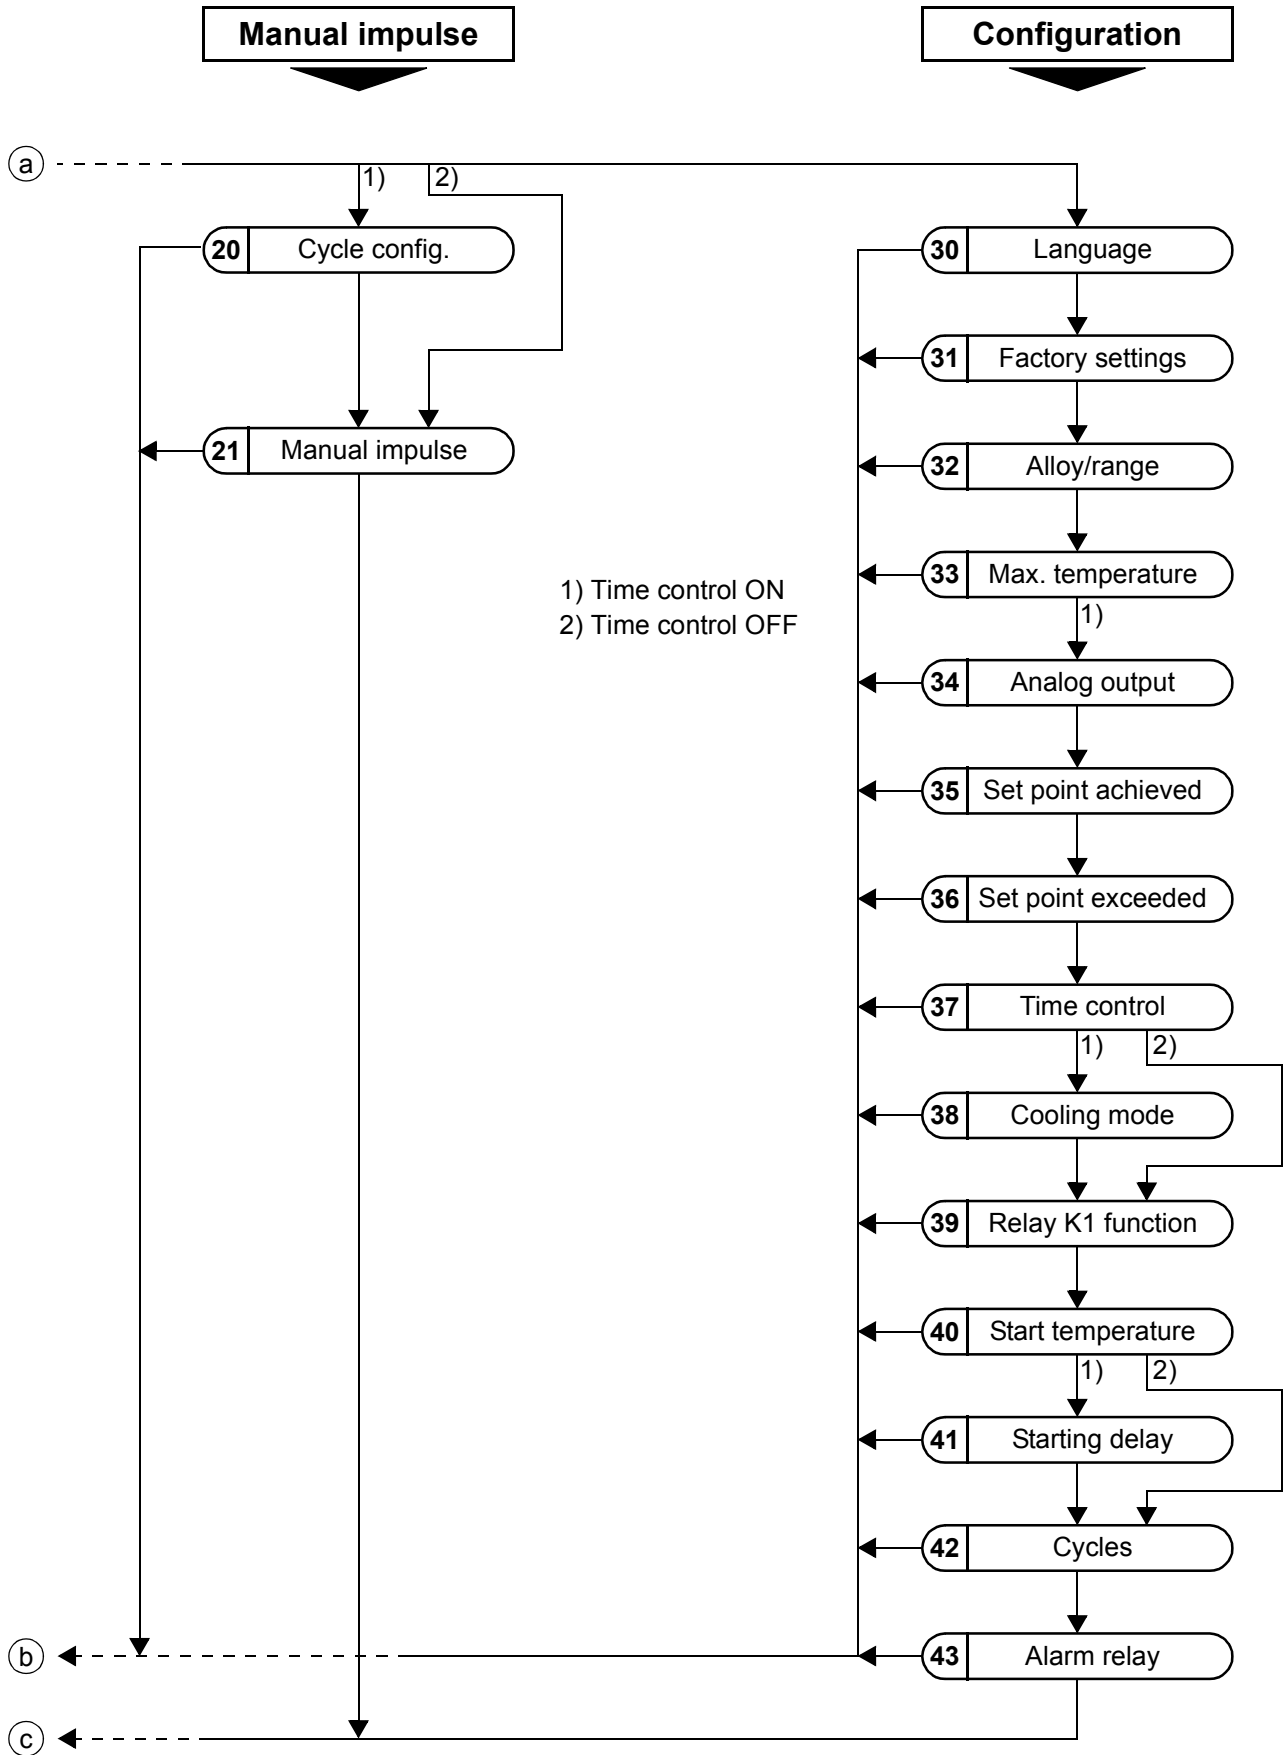 Manual impulse
Configuration
a
1) 2)
20 Cycle config.
30 Language
31 Factory settings
21 Manual impulse
32 Alloy/range
33 Max. temperature
1) Time control ON
2) Time control OFF
1)
34 Analog output
35 Set point achieved
36 Set point exceeded
37 Time control
1) 2)
38 Cooling mode
39 Relay K1 function
40 Start temperature
1) 2)
41 Starting delay
42 Cycles
b
43 Alarm relay
c